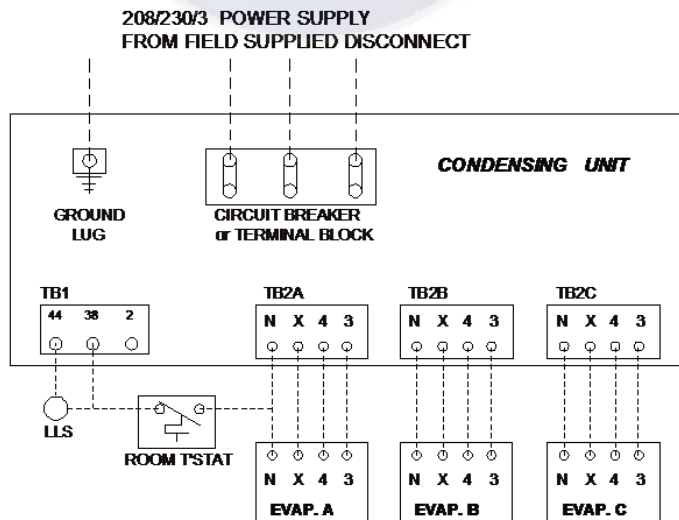 208/230/3 POWER SUPPLY
FROM FIELD SUPPLIED DISCONNECT
CONDENSING UNIT
GROUND
LUG
CIRCUIT BREAKER
or TERMINAL BLOCK
TB1
44 38 2
TB2A
N X 4 3
TB2B
N X 4 3
TB2C
N X 4 3
LLS
ROOM T'STAT
N X 4 3
EVAP. A
N X 4 3
EVAP. B
N X 4 3
EVAP. C